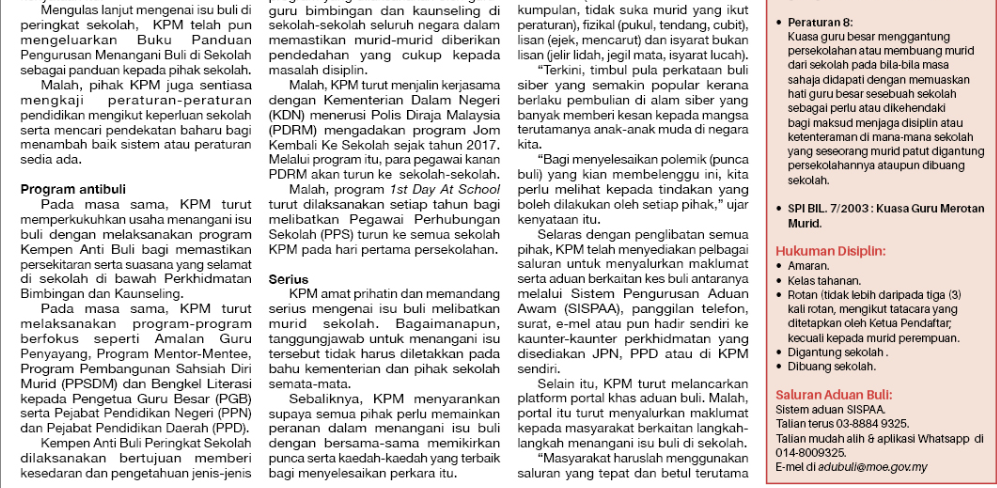 Mengulas lanjut mengenai isu buli di
peringkat sekolah, KPM telah pun
mengeluarkan Buku Panduan
Pengurusan Menangani Buli di Sekolah
sebagai panduan kepada pihak sekolah.
Malah, pihak KPM juga sentiasa
mengkaji peraturan-peraturan
pendidikan mengikut keperluan sekolah
serta mencari pendekatan baharu bagi
menambah baik sistem atau peraturan
sedia ada.
Program antibuli
Pada masa sama, KPM turut
memperkukuhkan usaha menangani isu
buli dengan melaksanakan program
Kempen Anti Buli bagi memastikan
persekitaran serta suasana yang selamat
di sekolah di bawah Perkhidmatan
Bimbingan dan Kaunseling.
Pada masa sama, KPM turut
melaksanakan program-program
berfokus seperti Amalan Guru
Penyayang, Program Mentor-Mentee,
Program Pembangunan Sahsiah Diri
Murid (PPSDM) dan Bengkel Literasi
kepada Pengetua Guru Besar (PGB)
serta Pejabat Pendidikan Negeri (PPN)
dan Pejabat Pendidikan Daerah (PPD).
Kempen Anti Buli Peringkat Sekolah
dilaksanakan bertujuan memberi
kesedaran dan pengetahuan jenis-jenis
guru bimbingan dan kaunseling di
sekolah-sekolah seluruh negara dalam
memastikan murid-murid diberikan
pendedahan yang cukup kepada
masalah disiplin.
Malah, KPM turut menjalin kerjasama
dengan Kementerian Dalam Negeri
(KDN) menerusi Polis Diraja Malaysia
(PDRM) mengadakan program Jom
Kembali Ke Sekolah sejak tahun 2017.
Melalui program itu, para pegawai kanan
PDRM akan turun ke sekolah-sekolah.
Malah, program 1st Day At School
turut dilaksanakan setiap tahun bagi
melibatkan Pegawai Perhubungan
Sekolah (PPS) turun ke semua sekolah
KPM pada hari pertama persekolahan.
Serius
KPM amat prihatin dan memandang
serius mengenai isu buli melibatkan
murid sekolah. Bagaimanapun,
tanggungjawab untuk menangani isu
tersebut tidak harus diletakkan pada
bahu kementerian dan pihak sekolah
semata-mata.
Sebaliknya, KPM menyarankan
supaya semua pihak perlu memainkan
peranan dalam menangani isu buli
dengan bersama-sama memikirkan
punca serta kaedah-kaedah yang terbaik
bagi menyelesaikan perkara itu.
kumpulan, tidak suka murid yang ikut
peraturan), fizikal (pukul, tendang, cubit),
lisan (ejek, mencarut) dan isyarat bukan
lisan (jelir lidah, jegil mata, isyarat lucah).
"Terkini, timbul pula perkataan buli
siber yang semakin popular kerana
berlaku pembulian di alam siber yang
banyak memberi kesan kepada mangsa
terutamanya anak-anak muda di negara
kita.
"Bagi menyelesaikan polemik (punca
buli) yang kian membelenggu ini, kita
perlu melihat kepada tindakan yang
boleh dilakukan oleh setiap pihak," ujar
kenyataan itu.
Selaras dengan penglibatan semua
pihak, KPM telah menyediakan pelbagai
saluran untuk menyalurkan maklumat
serta aduan berkaitan kes buli antaranya
melalui Sistem Pengurusan Aduan
Awam (SISPAA), panggilan telefon,
surat, e-mel atau pun hadir sendiri ke
kaunter-kaunter perkhidmatan yang
disediakan JPN, PPD atau di KPM
sendiri.
Selain itu, KPM turut melancarkan
platform portal khas aduan buli. Malah,
portal itu turut menyalurkan maklumat
kepada masyarakat berkaitan langkah-
langkah menangani isu buli di sekolah.
"Masyarakat haruslah menggunakan
saluran yang tepat dan betul terutama
• Peraturan 8:
Kuasa guru besar menggantung
persekolahan atau membuang murid
dari sekolah pada bila-bila masa
sahaja didapati dengan memuaskan
hati guru besar sesebuah sekolah
sebagai perlu atau dikehendaki
bagi maksud menjaga disiplin atau
ketenteraman di mana-mana sekolah
yang seseorang murid patut digantung
persekolahannya ataupun dibuang
sekolah.
• SPI BIL. 7/2003 : Kuasa Guru Merotan
Murid.
Hukuman Disiplin:
• Amaran.
• Kelas tahanan.
• Rotan (tidak lebih daripada tiga (3)
kali rotan, mengikut tatacara yang
ditetapkan oleh Ketua Pendaftar;
kecuali kepada murid perempuan.
• Digantung sekolah .
• Dibuang sekolah.
Saluran Aduan Buli:
Sistem aduan SISPAA.
Talian terus 03-8884 9325.
Talian mudah alih & aplikasi Whatsapp di
014-8009325.
E-mel di adubuli@moe.gov.my